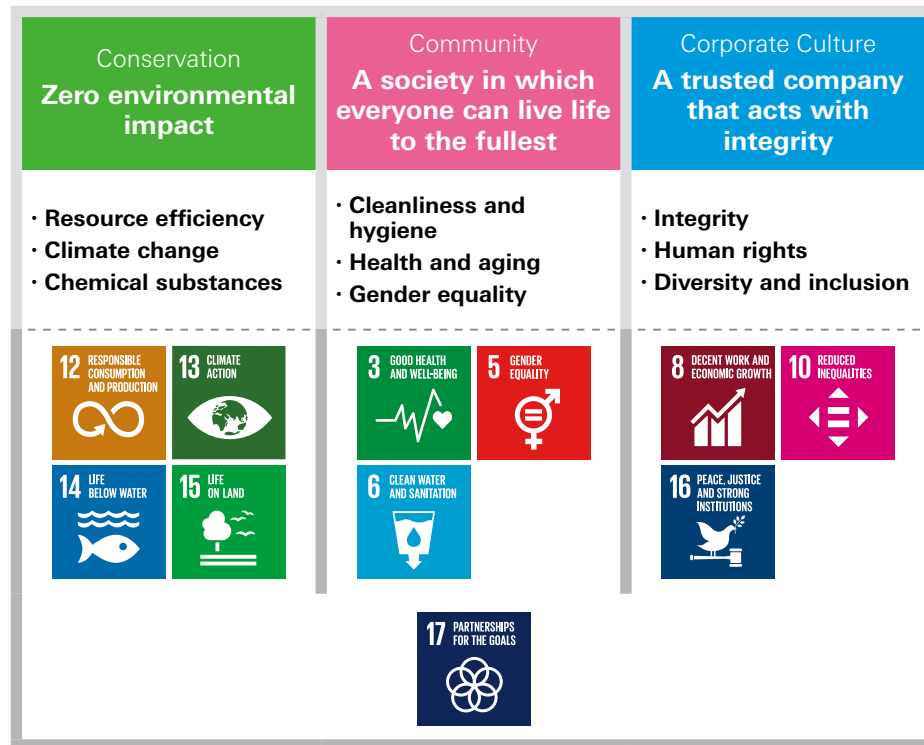 Conservation
Zero environmental
impact
Community
A society in which
everyone can live life
to the fullest
Corporate Culture
A trusted company
that acts with
integrity
· Resource efficiency
· Climate change
· Chemical substances
· Cleanliness and
hygiene
· Health and aging
· Gender equality
· Integrity
· Human rights
· Diversity and inclusion
12 RESPONSIBLE
CONSUMPTION
AND PRODUCTION
13 CLIMATE
ACTION
14 LIFE
BELOW WATER
15 LIFE
ON LAND
3 GOOD HEALTH
AND WELL-BEING
5 GENDER
EQUALITY
6 CLEAN WATER
AND SANITATION
8 DECENT WORK AND
ECONOMIC GROWTH
10 REDUCED
INEQUALITIES
16 PEACE, JUSTICE
AND STRONG
INSTITUTIONS
17 PARTNERSHIPS
FOR THE GOALS